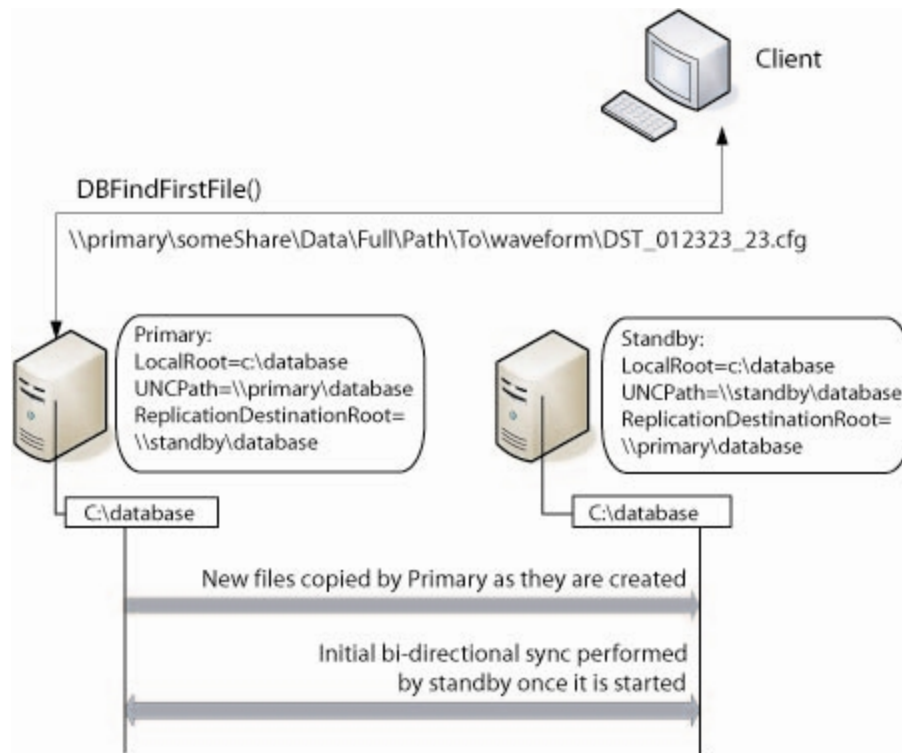 Client
DBFindFirstFile()
\\primary\someShare\Data\Full\Path\To\waveform\DST_012323_23.cfg
Primary:
LocalRoot=c:\database
UNCPath=\\primary\database
ReplicationDestinationRoot=
\\standby\database
Standby:
LocalRoot=c:\database
UNCPath=\\standby\database
ReplicationDestinationRoot=
\\primary\database
C:\database
C:\database
New files copied by Primary as they are created
Initial bi-directional sync performed
by standby once it is started